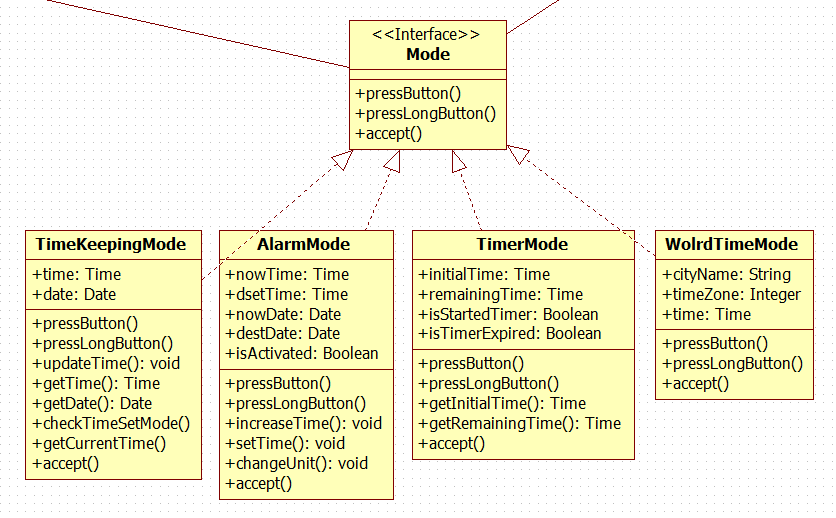 <<Interface>>
Mode
+pressButton()
+pressLongButton()
+accept()
TimeKeepingMode
+time: Time
+date: Date
+pressButton()
+pressLongButton()
+updateTime(): void
+getTime(): Time
+getDate(): Date
+checkTimeSetMode()
+getCurrentTime()
+accept()
AlarmMode
+nowTime: Time
+dsetTime: Time
+nowDate: Date
+destDate: Date
+isActivated: Boolean
+pressButton()
+pressLongButton()
+increaseTime(): void
+setTime(): void
+changeUnit(): void
+accept()
TimerMode
+initialTime: Time
+remainingTime: Time
+isStartedTimer: Boolean
+isTimerExpired: Boolean
+pressButton()
+pressLongButton()
+getInitialTime(): Time
+getRemainingTime(): Time
+accept()
WolrdTimeMode
+cityName: String
+timeZone: Integer
+time: Time
+pressButton()
+pressLongButton()
+accept()